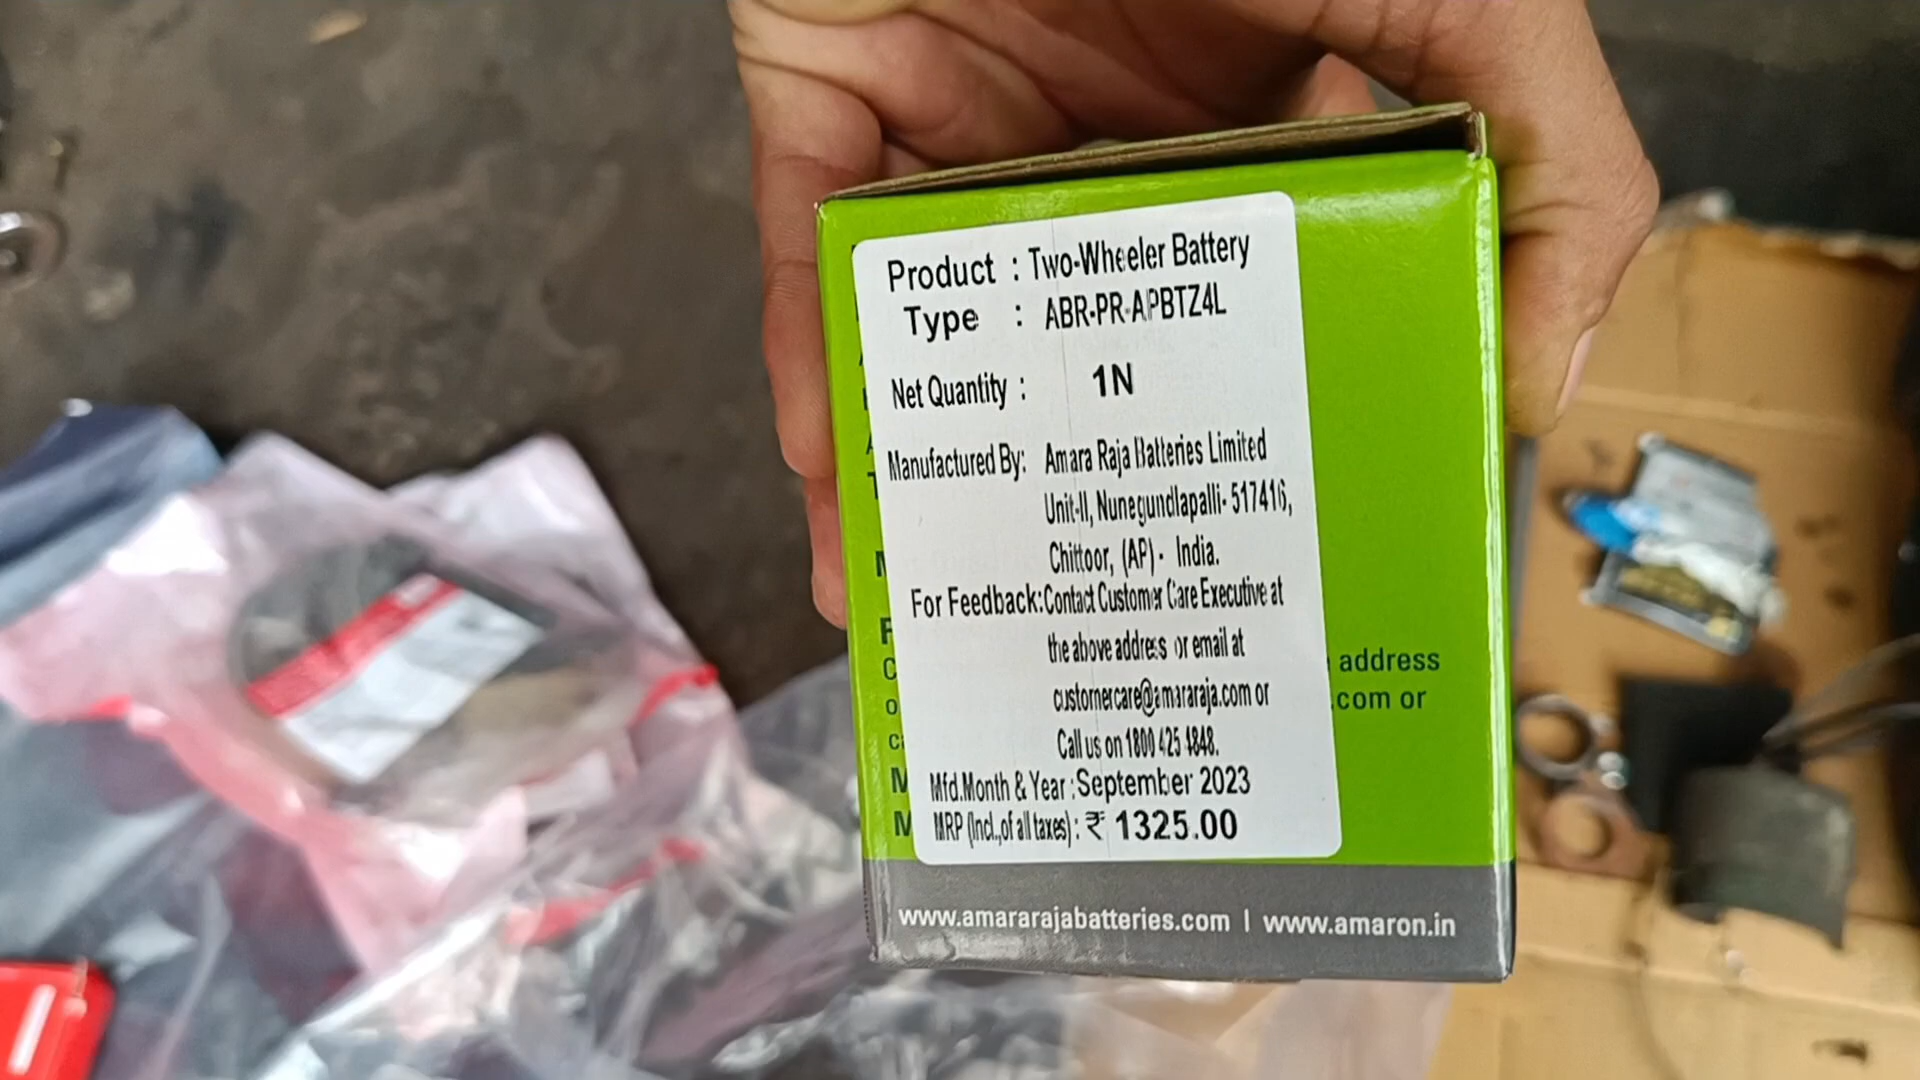 Product : Two-Wheeler Battery
Type : ABR-PR-APBTZ4L
Net Quantity : 1N
Manufactured By: Amara Raja Batteries Limited
Unit-II, Nunegundlapalli- 517416,
Chittoor, (AP) - India.
For Feedback:Contact Customer Care Executive at
the above address or email at
customercare@amararaja.com or
Call us on 1800 425 4848.
Mfd.Month & Year : September 2023
MRP (Incl.,of all taxes) : ₹ 1325.00
address
.com or
www.amararajabatteries.com | www.amaron.in